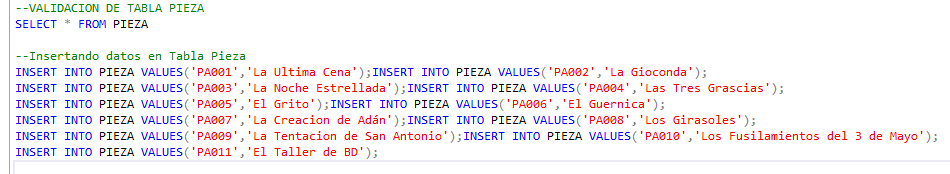 --VALIDACION DE TABLA PIEZA
SELECT * FROM PIEZA
--Insertando datos en Tabla Pieza
INSERT INTO PIEZA VALUES('PA001','La Ultima Cena');INSERT INTO PIEZA VALUES('PA002','La Gioconda');
INSERT INTO PIEZA VALUES('PA003','La Noche Estrellada');INSERT INTO PIEZA VALUES('PA004','Las Tres Grascias');
INSERT INTO PIEZA VALUES('PA005','El Grito');INSERT INTO PIEZA VALUES('PA006','El Guernica');
INSERT INTO PIEZA VALUES('PA007','La Creacion de Adán');INSERT INTO PIEZA VALUES('PA008','Los Girasoles');
INSERT INTO PIEZA VALUES('PA009','La Tentacion de San Antonio');INSERT INTO PIEZA VALUES('PA010','Los Fusilamientos del 3 de Mayo');
INSERT INTO PIEZA VALUES('PA011','El Taller de BD');